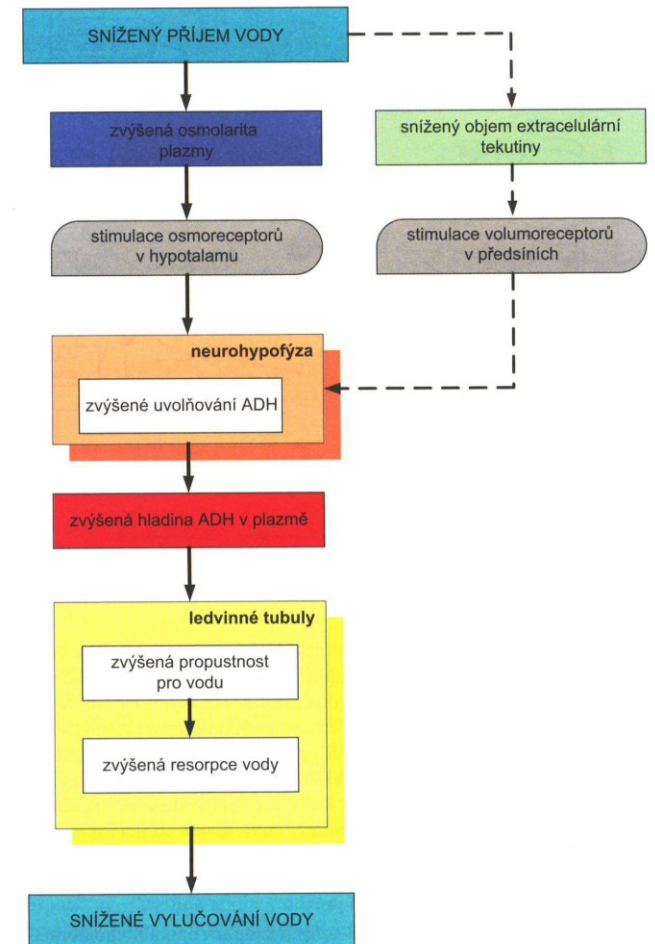 SNÍŽENÝ PŘÍJEM VODY
zvýšená osmolarita
plazmy
snížený objem extracelulární
tekutiny
stimulace osmoreceptorů
v hypotalamu
stimulace volumoreceptorů
v předsíních
neurohypofýza
zvýšené uvolňování ADH
zvýšená hladina ADH v plazmě
ledvinné tubuly
zvýšená propustnost
pro vodu
zvýšená resorpce vody
SNÍŽENÉ VYLUČOVÁNÍ VODY